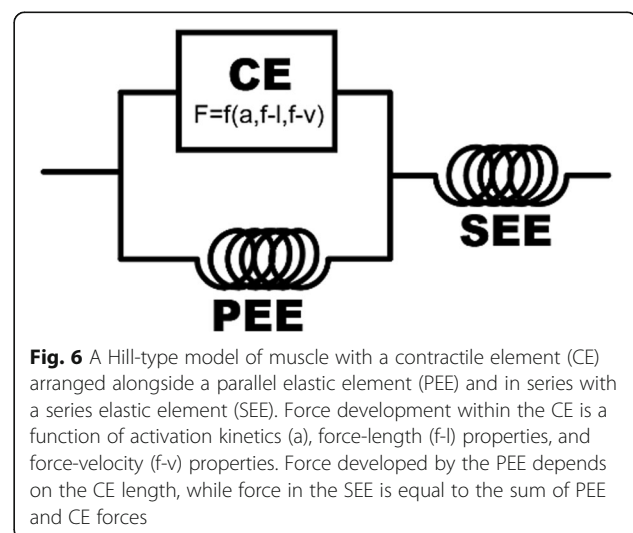 CE
F=f(a,f-l,f-v)
SEE
PEE
Fig. 6 A Hill-type model of muscle with a contractile element (CE)
arranged alongside a parallel elastic element (PEE) and in series with
a series elastic element (SEE). Force development within the CE is a
function of activation kinetics (a), force-length (f-l) properties, and
force-velocity (f-v) properties. Force developed by the PEE depends
on the CE length, while force in the SEE is equal to the sum of PEE
and CE forces